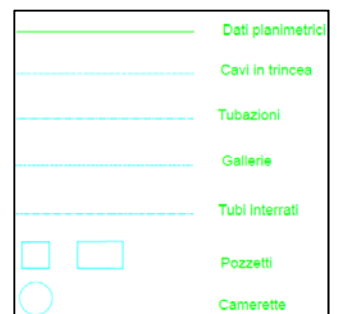 Dati planimetrici
Cavi in trincea
Tubazioni
Gallerie
Tubi interrati
Pozzetti
Camerette